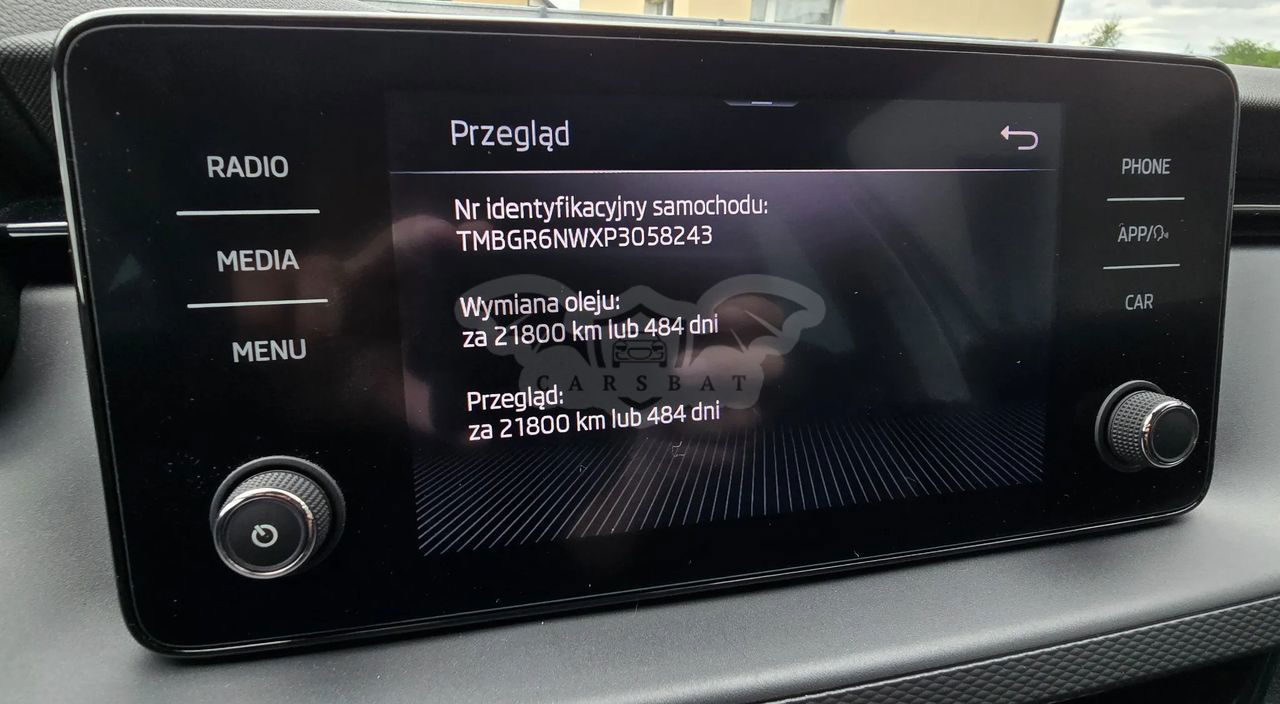 Przegląd
RADIO
MEDIA
MENU
Nr identyfikacyjny samochodu:
TMBGR6NWXP3058243
Wymiana oleju:
za 21800 km lub 484 dni
CARSBAT
Przegląd:
za 21800 km lub 484 dni
PHONE
APP/
CAR